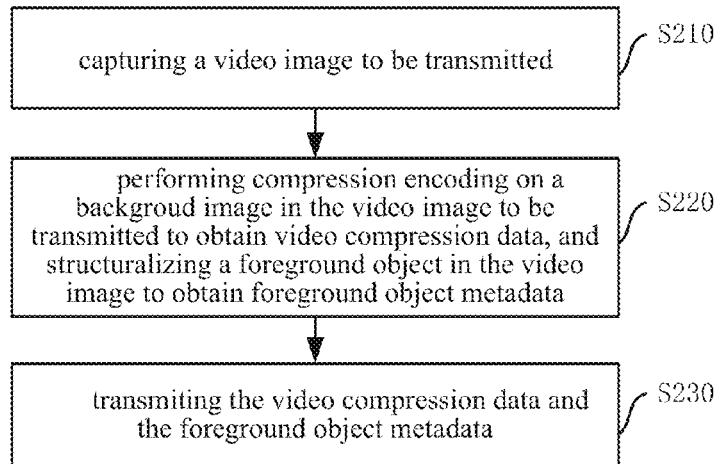 capturing a video image to be transmitted
S210
performing compression encoding on a
backgroud image in the video image to be
transmitted to obtain video compression data, and
structuralizing a foreground object in the video
image to obtain foreground object metadata
S220
transmiting the video compression data and
the foreground object metadata
S230